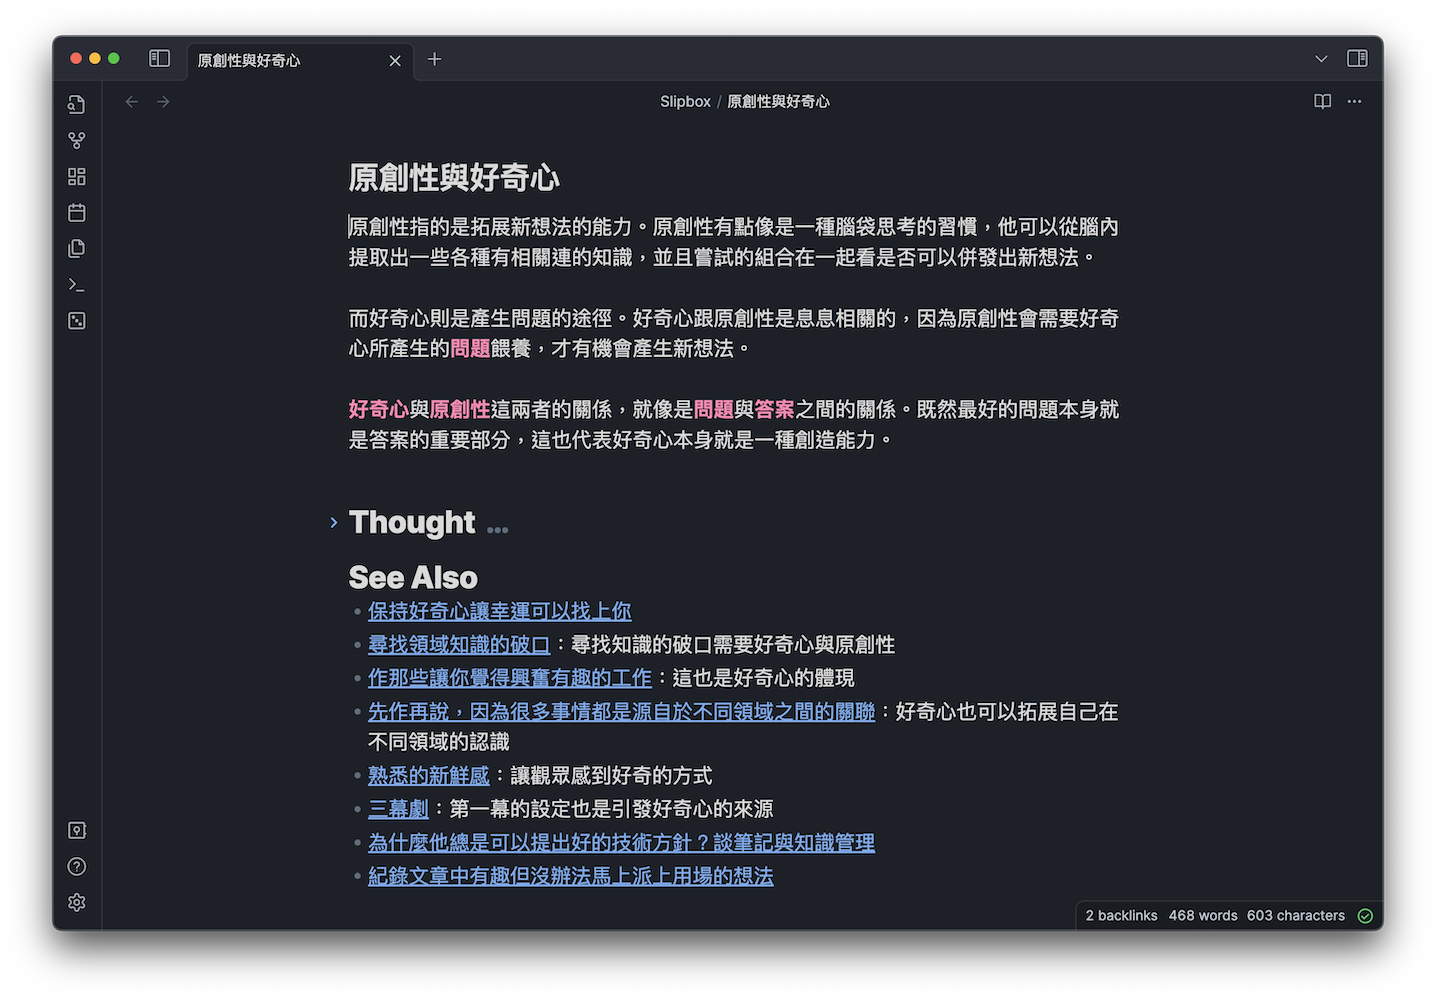 原創性與好奇心
Slipbox / 原創性與好奇心
原創性與好奇心
原創性指的是拓展新想法的能力。原創性有點像是一種腦袋思考的習慣，他可以從腦內
提取出一些各種有相關連的知識，並且嘗試的組合在一起看是否可以併發出新想法。
而好奇心則是產生問題的途徑。好奇心跟原創性是息息相關的，因為原創性會需要好奇
心所產生的問題餵養，才有機會產生新想法。
好奇心與原創性這兩者的關係，就像是問題與答案之間的關係。既然最好的問題本身就
是答案的重要部分，這也代表好奇心本身就是一種創造能力。
Thought ...
See Also
• 保持好奇心讓幸運可以找上你
• 尋找領域知識的破口：尋找知識的破口需要好奇心與原創性
• 作那些讓你覺得興奮有趣的工作：這也是好奇心的體現
• 先作再說，因為很多事情都是源自於不同領域之間的關聯：好奇心也可以拓展自己在
不同領域的認識
• 熟悉的新鮮感：讓觀眾感到好奇的方式
• 三幕劇：第一幕的設定也是引發好奇心的來源
• 為什麼他總是可以提出好的技術方針？談筆記與知識管理
• 紀錄文章中有趣但沒辦法馬上派上用場的想法
2 backlinks 468 words 603 characters